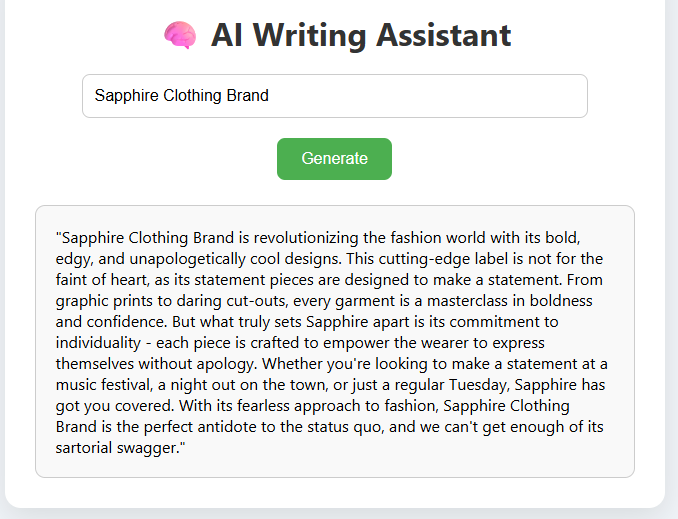 AI Writing Assistant
Sapphire Clothing Brand
Generate
"Sapphire Clothing Brand is revolutionizing the fashion world with its bold,
edgy, and unapologetically cool designs. This cutting-edge label is not for the
faint of heart, as its statement pieces are designed to make a statement. From
graphic prints to daring cut-outs, every garment is a masterclass in boldness
and confidence. But what truly sets Sapphire apart is its commitment to
individuality - each piece is crafted to empower the wearer to express
themselves without apology. Whether you're looking to make a statement at a
music festival, a night out on the town, or just a regular Tuesday, Sapphire has
got you covered. With its fearless approach to fashion, Sapphire Clothing
Brand is the perfect antidote to the status quo, and we can't get enough of its
sartorial swagger."